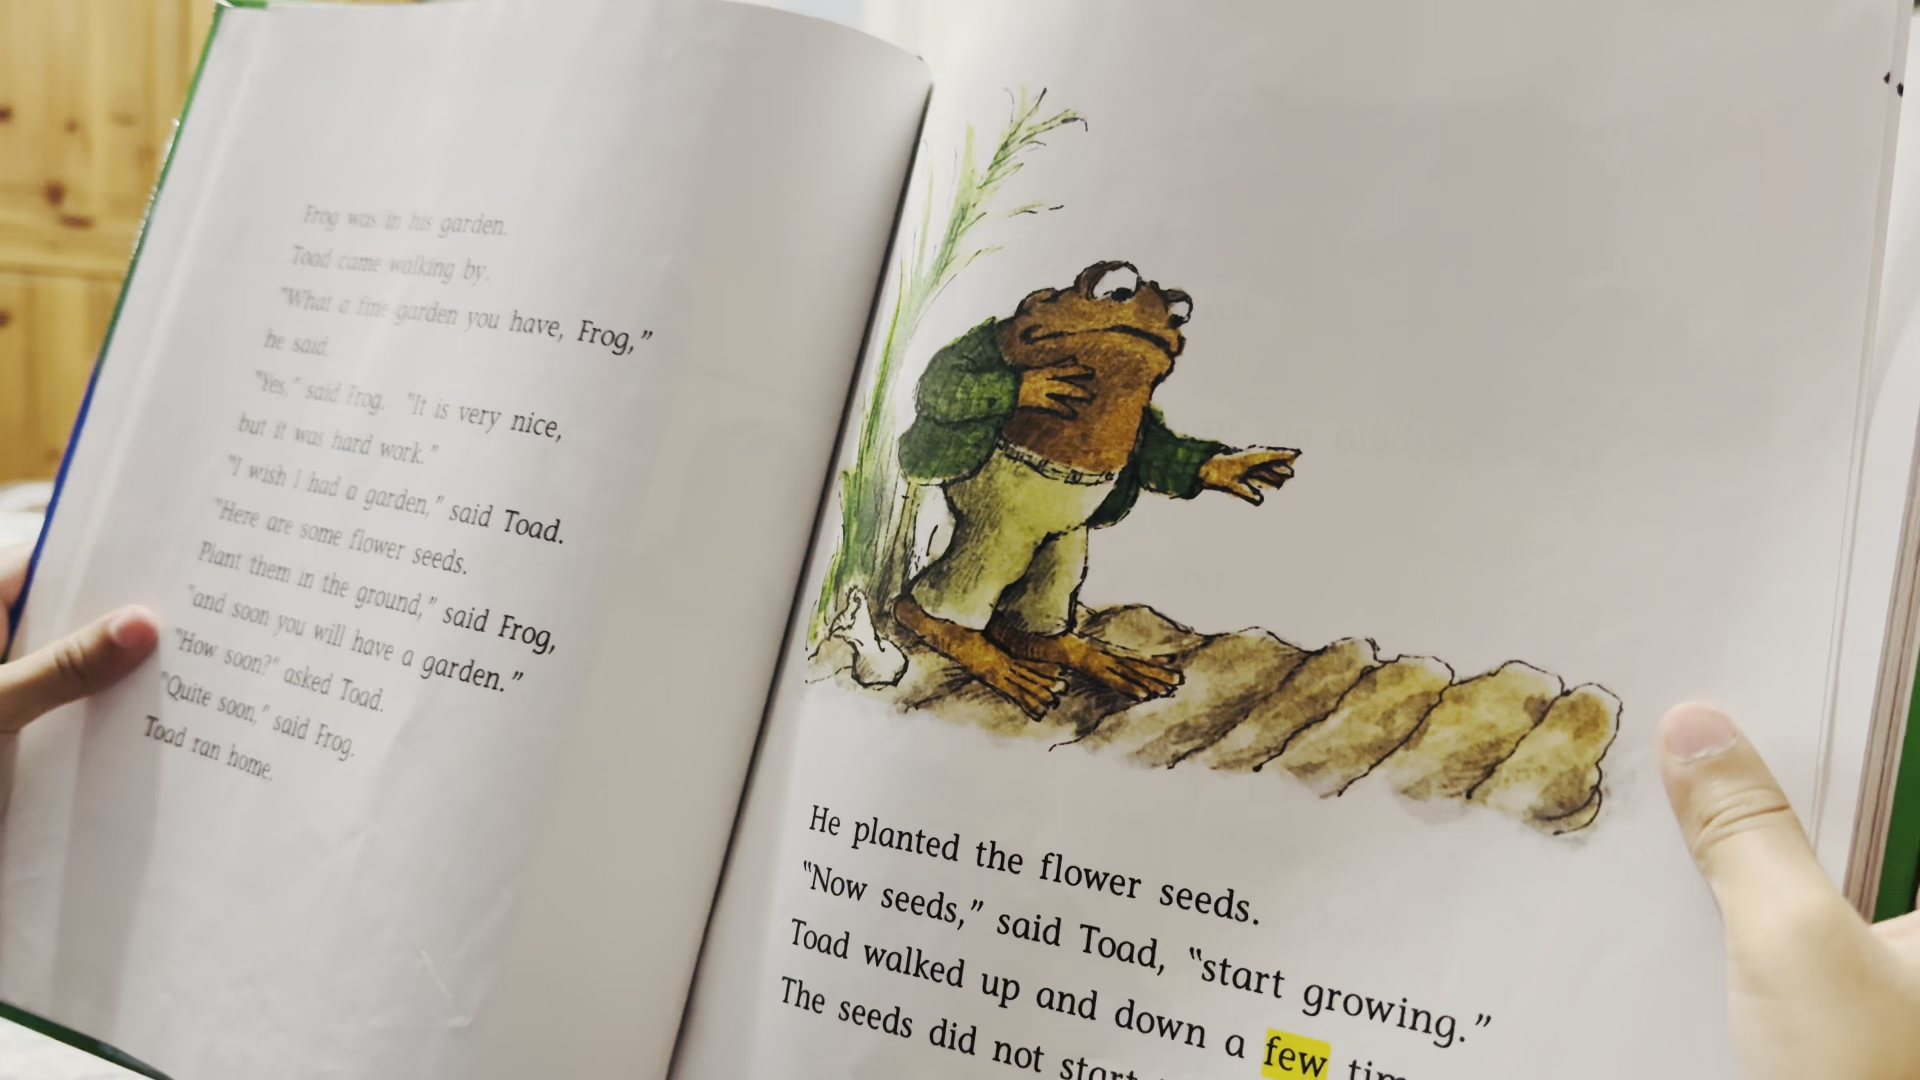 Frog was in his garden.
Toad came walking by.
"What a fine garden you have, Frog,"
he said.
"Yes," said Frog. "It is very nice,
but it was hard work."
"I wish I had a garden," said Toad.
"Here are some flower seeds.
Plant them in the ground," said Frog,
"and soon you will have a garden."
"How soon?" asked Toad.
"Quite soon," said Frog.
Toad ran home.
He planted the flower seeds.
"Now seeds," said Toad, "start growing."
Toad walked up and down a few
The seeds did not start